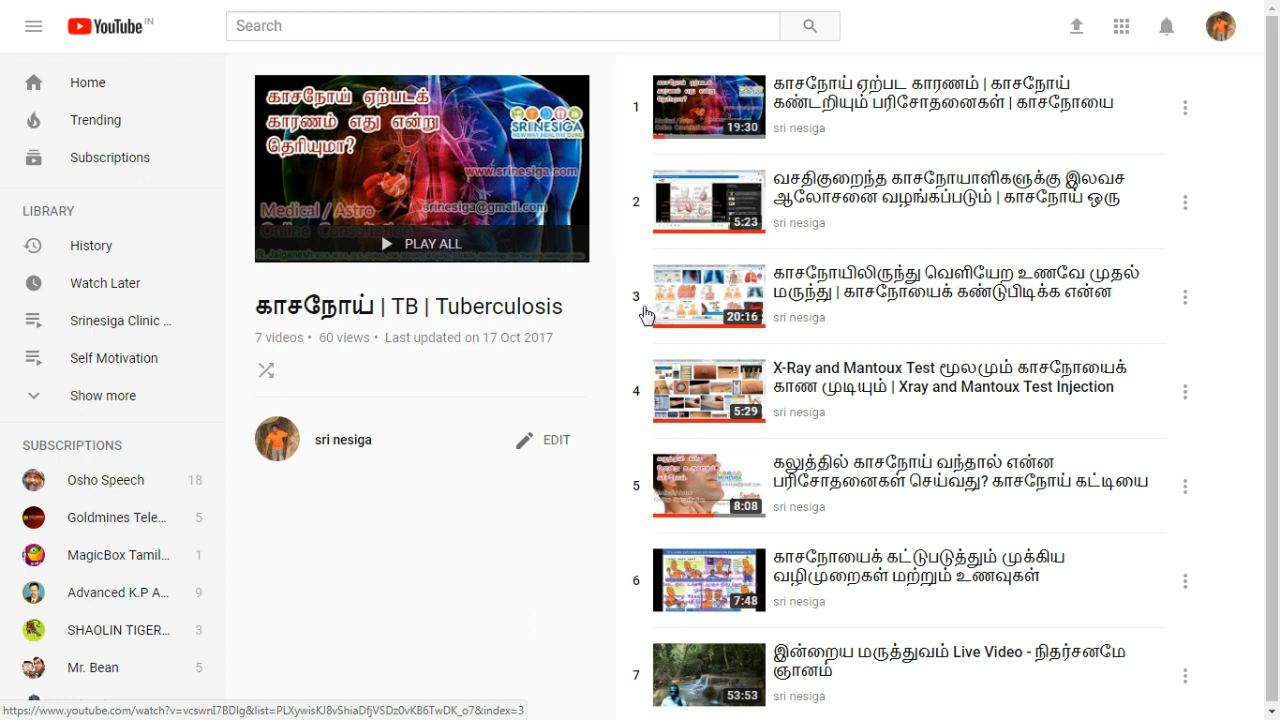 YouTube IN
Search
Home
Trending
Subscriptions
LIBRARY
History
Watch Later
Srinesiga Clinic ...
Self Motivation
Show more
SUBSCRIPTIONS
Osho Speech 18
Goldmines Tele... 5
MagicBox Tamil... 1
Advanced K.P A... 9
SHAOLIN TIGER... 3
Mr. Bean 5
காசநோய் ஏற்படக்
காரணம் எது என்று
தெரியுமா?
SRI NESIGA
NEW WAY HEALTHY CURE
www.srinesiga.com
Medical / Astro
srinesiga@gmail.com
Online Consultation
PLAY ALL
காசநோய் | TB | Tuberculosis
7 videos • 60 views • Last updated on 17 Oct 2017
sri nesiga
EDIT
1
19:30
காசநோய் ஏற்பட காரணம் | காசநோய்
கண்டறியும் பரிசோதனைகள் | காசநோயை
sri nesiga
2
5:23
வசதிகுறைந்த காசநோயாளிகளுக்கு இலவச
ஆலோசனை வழங்கப்படும் | காசநோய் ஒரு
sri nesiga
3
20:16
காசநோயிலிருந்து வெளியேற உணவே முதல்
மருந்து | காசநோயைக் கண்டுபிடிக்க என்ன
sri nesiga
4
5:29
X-Ray and Mantoux Test மூலமும் காசநோயைக்
காண முடியும் | Xray and Mantoux Test Injection
sri nesiga
5
8:08
கலுத்தில் காசநோய் வந்தால் என்ன
பரிசோதனைகள் செய்வது? காசநோய் கட்டியை
sri nesiga
6
7:48
காசநோயைக் கட்டுபடுத்தும் முக்கிய
வழிமுறைகள் மற்றும் உணவுகள்
sri nesiga
7
53:53
இன்றைய மருத்துவம் Live Video - நிதர்சனமே
ஞானம்
sri nesiga
https://www.youtube.com/watch?v=vcswnI7BDIg&list=PLXywisKJ8vShiaDfjVSDz0vKB6TwDK_o7&index=3